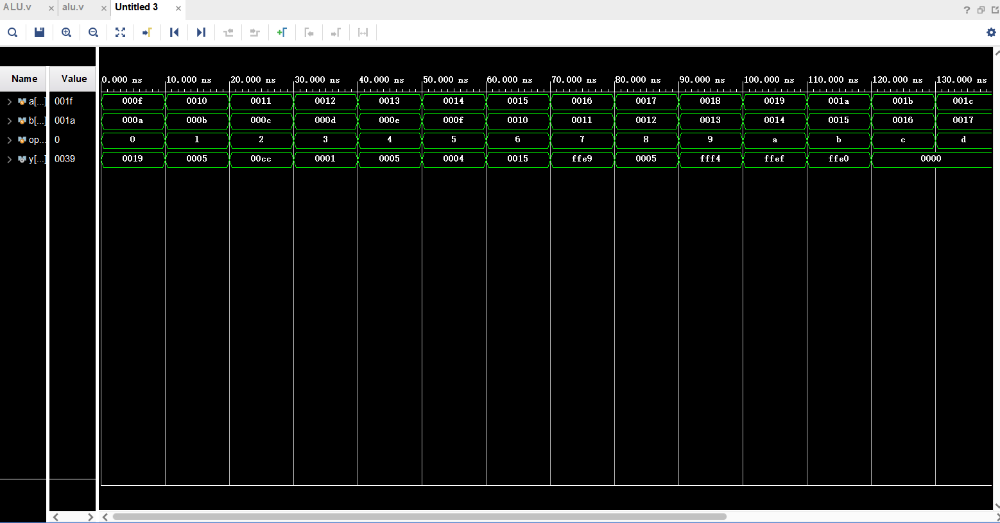 ALU.v × alu.v × Untitled 3 ×
?
Name Value
0.000 ns 10.000 ns 20.000 ns 30.000 ns 40.000 ns 50.000 ns 60.000 ns 70.000 ns 80.000 ns 90.000 ns 100.000 ns 110.000 ns 120.000 ns 130.000 ns
a[...] 001f 000f 0010 0011 0012 0013 0014 0015 0016 0017 0018 0019 001a 001b 001c
b[...] 001a 000a 000b 000c 000d 000e 000f 0010 0011 0012 0013 0014 0015 0016 0017
op... 0 0 1 2 3 4 5 6 7 8 9 a b c d
y[...] 0039 0019 0005 00cc 0001 0005 0004 0015 ffe9 0005 fff4 ffef ffe0 0000